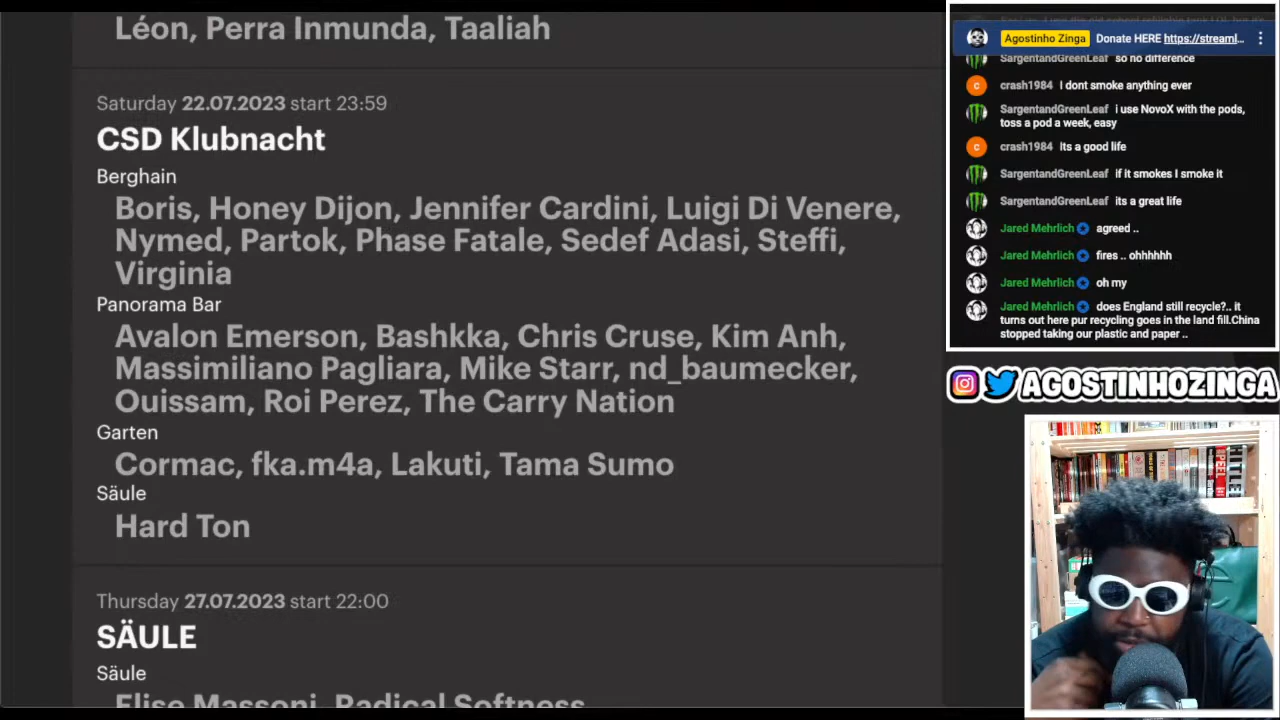 Léon, Perra Inmunda, Taaliah
Saturday 22.07.2023 start 23:59
CSD Klubnacht
Berghain
Boris, Honey Dijon, Jennifer Cardini, Luigi Di Venere,
Nymed, Partok, Phase Fatale, Sedef Adasi, Steffi,
Virginia
Panorama Bar
Avalon Emerson, Bashkka, Chris Cruse, Kim Anh,
Massimiliano Pagliara, Mike Starr, nd_baumecker,
Ouissam, Roi Perez, The Carry Nation
Garten
Cormac, fka.m4a, Lakuti, Tama Sumo
Säule
Hard Ton
Thursday 27.07.2023 start 22:00
SÄULE
Säule
Elise Massoni, Radical Softness
Agostinho Zinga Donate HERE https://streaml...
SargentandGreenLeaf so no difference
crash1984 I dont smoke anything ever
SargentandGreenLeaf i use NovoX with the pods,
toss a pod a week, easy
crash1984 Its a good life
SargentandGreenLeaf if it smokes I smoke it
SargentandGreenLeaf its a great life
Jared Mehrlich agreed ..
Jared Mehrlich fires .. ohhhhhh
Jared Mehrlich oh my
Jared Mehrlich does England still recycle?.. it
turns out here pur recycling goes in the land fill.China
stopped taking our plastic and paper ..
AGOSTINHOZINGA
HITLE